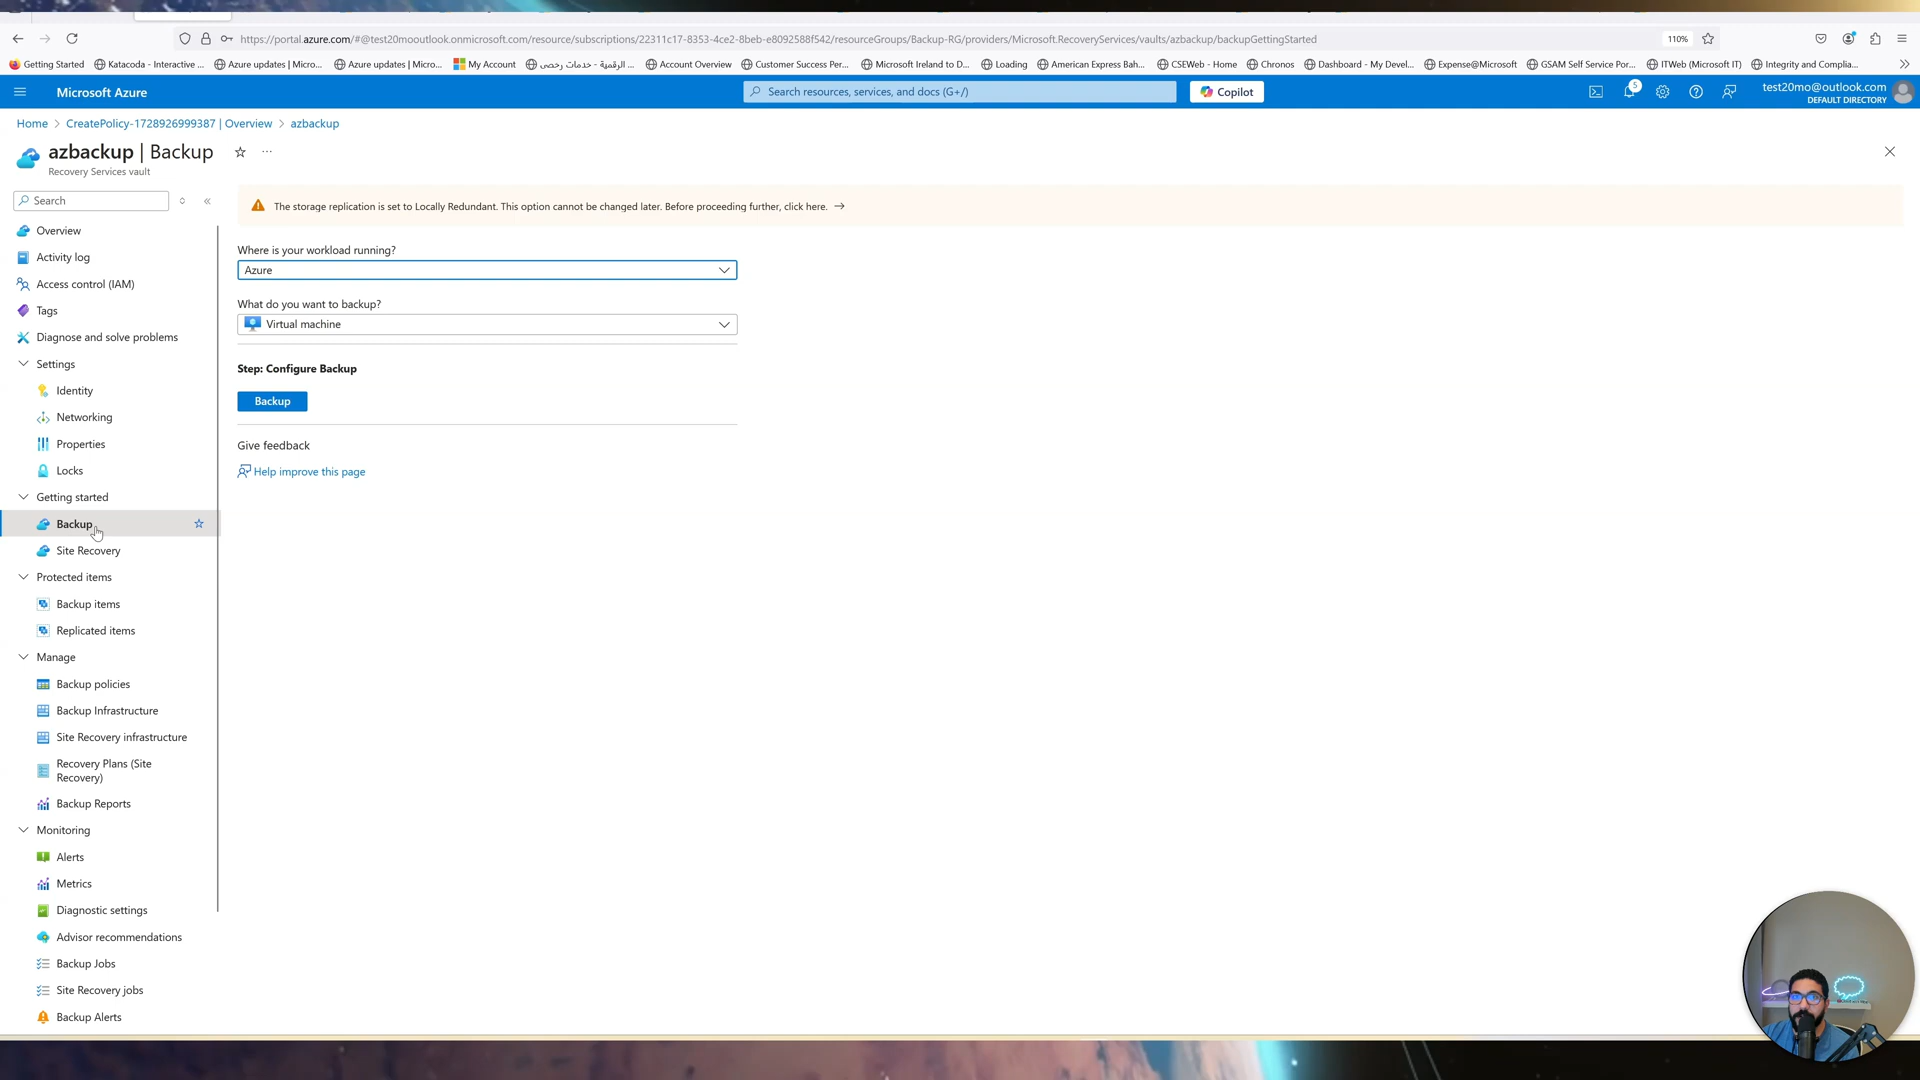 https://portal.azure.com/#@test20mooutlook.onmicrosoft.com/resource/subscriptions/22311c17-8353-4ce2-8beb-e8092588f542/resourceGroups/Backup-RG/providers/Microsoft.RecoveryServices/vaults/azbackup/backupGettingStarted 110%
Getting Started Katacoda - Interactive ... Azure updates | Micro... Azure updates | Micro... My Account الرقمية - خدمات رخصي ... Account Overview Customer Success Per... Microsoft Ireland to D... Loading American Express Bah... CSEWeb - Home Chronos Dashboard - My Devel... Expense@Microsoft GSAM Self Service Por... ITWeb (Microsoft IT) Integrity and Complia...
Microsoft Azure Search resources, services, and docs (G+/) Copilot 5 test20mo@outlook.com
DEFAULT DIRECTORY
Home > CreatePolicy-1728926999387 | Overview > azbackup
azbackup | Backup
Recovery Services vault
Search
The storage replication is set to Locally Redundant. This option cannot be changed later. Before proceeding further, click here. →
Overview
Activity log
Access control (IAM)
Tags
Diagnose and solve problems
Settings
Identity
Networking
Properties
Locks
Getting started
Backup
Site Recovery
Protected items
Backup items
Replicated items
Manage
Backup policies
Backup Infrastructure
Site Recovery infrastructure
Recovery Plans (Site
Recovery)
Backup Reports
Monitoring
Alerts
Metrics
Diagnostic settings
Advisor recommendations
Backup Jobs
Site Recovery jobs
Backup Alerts
Where is your workload running?
Azure
What do you want to backup?
Virtual machine
Step: Configure Backup
Backup
Give feedback
Help improve this page